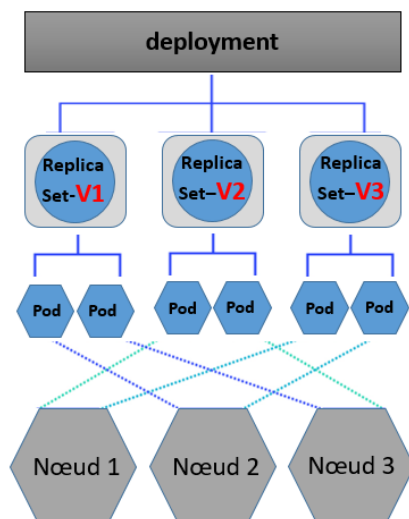 deployment
Replica
Set-V1
Replica
Set–V2
Replica
Set–V3
Pod
Pod
Pod
Pod
Pod
Pod
Nœud 1
Nœud 2
Nœud 3